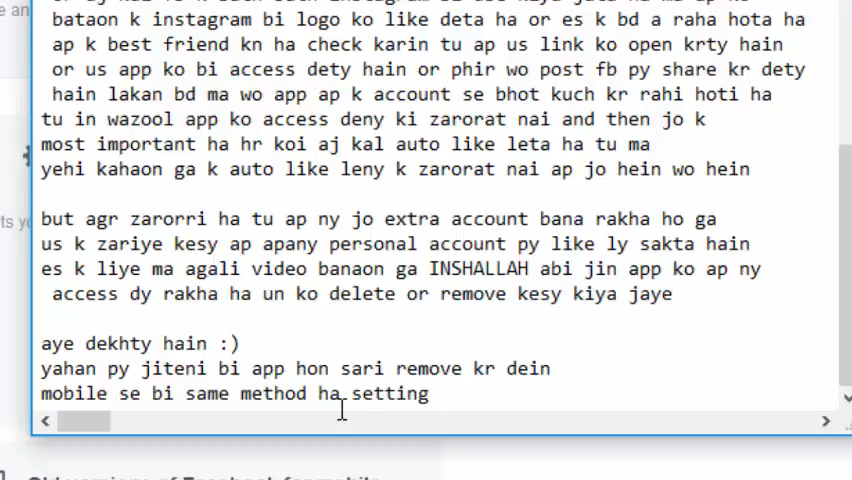 bataon k instagram bi logo ko like deta ha or es k bd a raha hota ha
ap k best friend kn ha check karin tu ap us link ko open krty hain
or us app ko bi access dety hain or phir wo post fb py share kr dety
hain lakan bd ma wo app ap k account se bhot kuch kr rahi hoti ha
tu in wazool app ko access deny ki zarorat nai and then jo k
most important ha hr koi aj kal auto like leta ha tu ma
yehi kahaon ga k auto like leny k zarorat nai ap jo hein wo hein
but agr zarorri ha tu ap ny jo extra account bana rakha ho ga
us k zariye kesy ap apany personal account py like ly sakta hain
es k liye ma agali video banaon ga INSHALLAH abi jin app ko ap ny
access dy rakha ha un ko delete or remove kesy kiya jaye
aye dekhty hain :)
yahan py jiteni bi app hon sari remove kr dein
mobile se bi same method ha setting